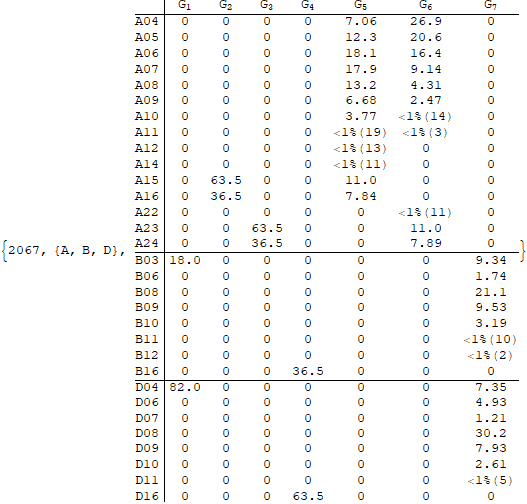 G1 G2 G3 G4 G5 G6 G7
A04 0 0 0 0 7.06 26.9 0
A05 0 0 0 0 12.3 20.6 0
A06 0 0 0 0 18.1 16.4 0
A07 0 0 0 0 17.9 9.14 0
A08 0 0 0 0 13.2 4.31 0
A09 0 0 0 0 6.68 2.47 0
A10 0 0 0 0 3.77 <1%(14) 0
A11 0 0 0 0 <1%(19) <1%(3) 0
A12 0 0 0 0 <1%(13) 0 0
A14 0 0 0 0 <1%(11) 0 0
A15 0 63.5 0 0 11.0 0 0
A16 0 36.5 0 0 7.84 0 0
A22 0 0 0 0 0 <1%(11) 0
A23 0 0 63.5 0 0 11.0 0
A24 0 0 36.5 0 0 7.89 0
{2067, {A, B, D}, }
B03 18.0 0 0 0 0 0 9.34
B06 0 0 0 0 0 0 1.74
B08 0 0 0 0 0 0 21.1
B09 0 0 0 0 0 0 9.53
B10 0 0 0 0 0 0 3.19
B11 0 0 0 0 0 0 <1%(10)
B12 0 0 0 0 0 0 <1%(2)
B16 0 0 0 36.5 0 0 0
D04 82.0 0 0 0 0 0 7.35
D06 0 0 0 0 0 0 4.93
D07 0 0 0 0 0 0 1.21
D08 0 0 0 0 0 0 30.2
D09 0 0 0 0 0 0 7.93
D10 0 0 0 0 0 0 2.61
D11 0 0 0 0 0 0 <1%(5)
D16 0 0 0 63.5 0 0 0